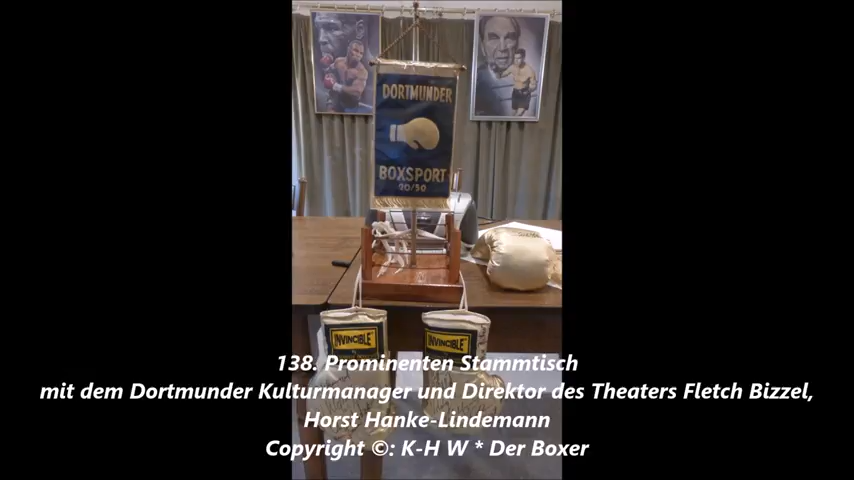 DORTMUNDER
BOXSPORT
20/50
INVINCIBLE
INVINCIBLE
138. Prominenten Stammtisch
mit dem Dortmunder Kulturmanager und Direktor des Theaters Fletch Bizzel,
Horst Hanke-Lindemann
Copyright ©: K-H W * Der Boxer